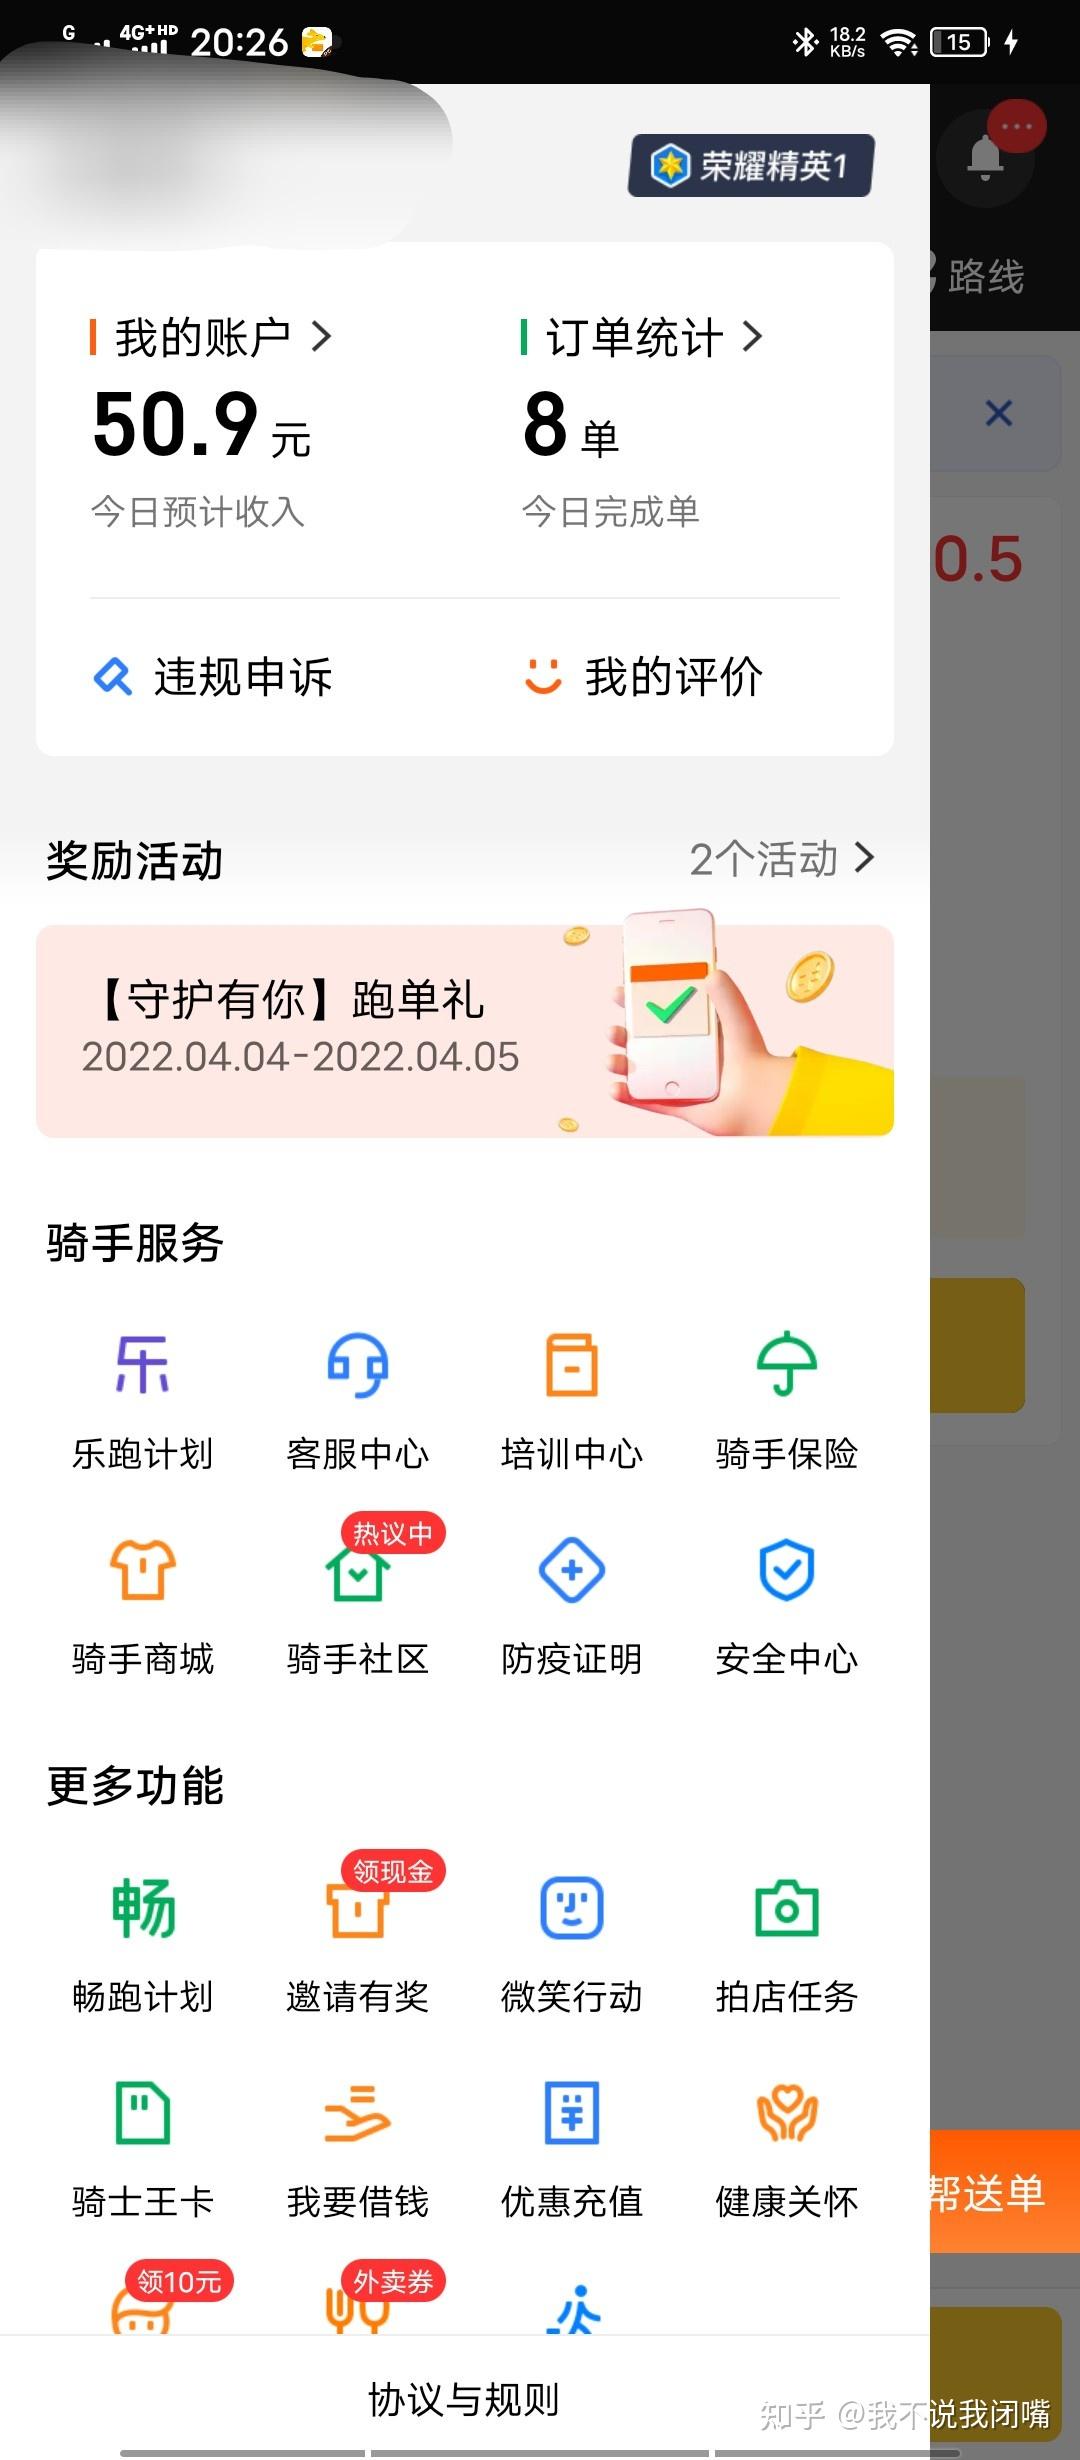 G 4G+HD 20:26 18.2 KB/s 15
荣耀精英1
路线
我的账户 订单统计
50.9 元 8 单
今日预计收入 今日完成单
0.5
违规申诉 我的评价
奖励活动 2个活动
【守护有你】跑单礼
2022.04.04-2022.04.05
骑手服务
乐
乐跑计划 客服中心 培训中心 骑手保险
热议中
骑手商城 骑手社区 防疫证明 安全中心
更多功能
领现金
畅
畅跑计划 邀请有奖 微笑行动 拍店任务
骑士王卡 我要借钱 优惠充值 健康关怀
帮送单
领10元 外卖券
协议与规则
知乎 @我不说我闭嘴